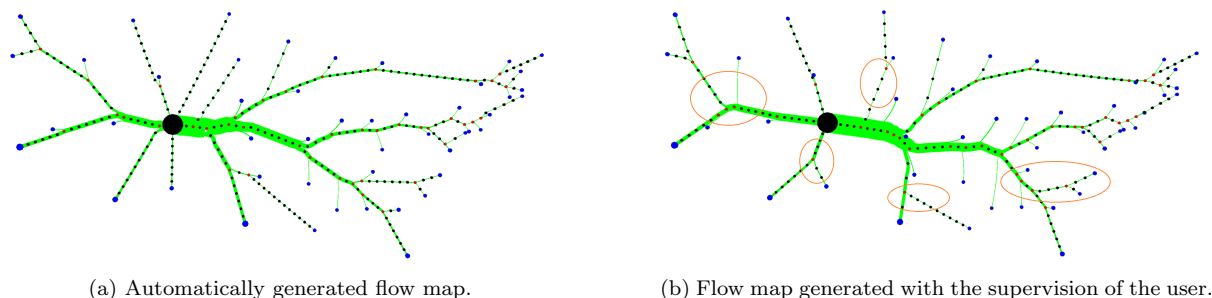 (a) Automatically generated flow map.
(b) Flow map generated with the supervision of the user.